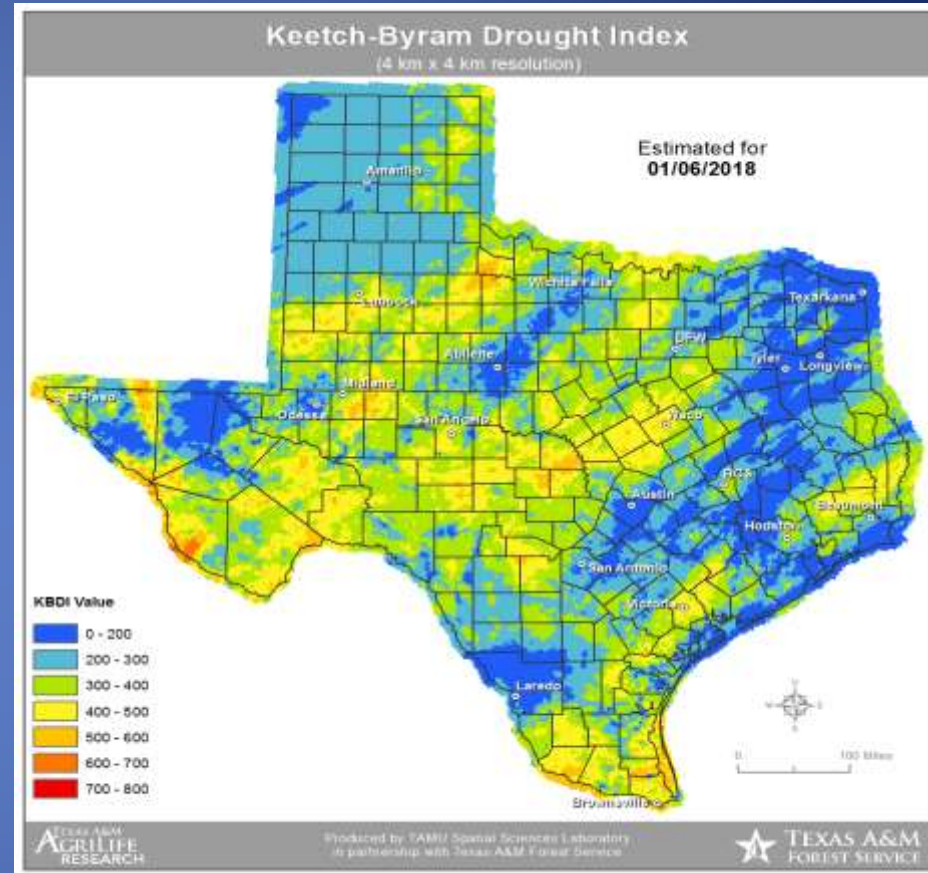 Keetch-Byram Drought Index
(4 km x 4 km resolution)
Estimated for
01/06/2018
Amarillo
Wichita Falls
Lubbock
Texarkana
DFW
Tyler
Longview
Abilene
Midland
El Paso
Odessa
San Angelo
Waco
BCS
Austin
Beaumont
Houston
San Antonio
Victoria
KBDI Value
0 - 200
200 - 300
300 - 400
400 - 500
500 - 600
600 - 700
700 - 800
Laredo
N
W E
S
0 100 Miles
Brownsville
TEXAS A&M
AGRILIFE
RESEARCH
Produced by TAMU Spatial Sciences Laboratory
in partnership with Texas A&M Forest Service
TEXAS A&M
FOREST SERVICE